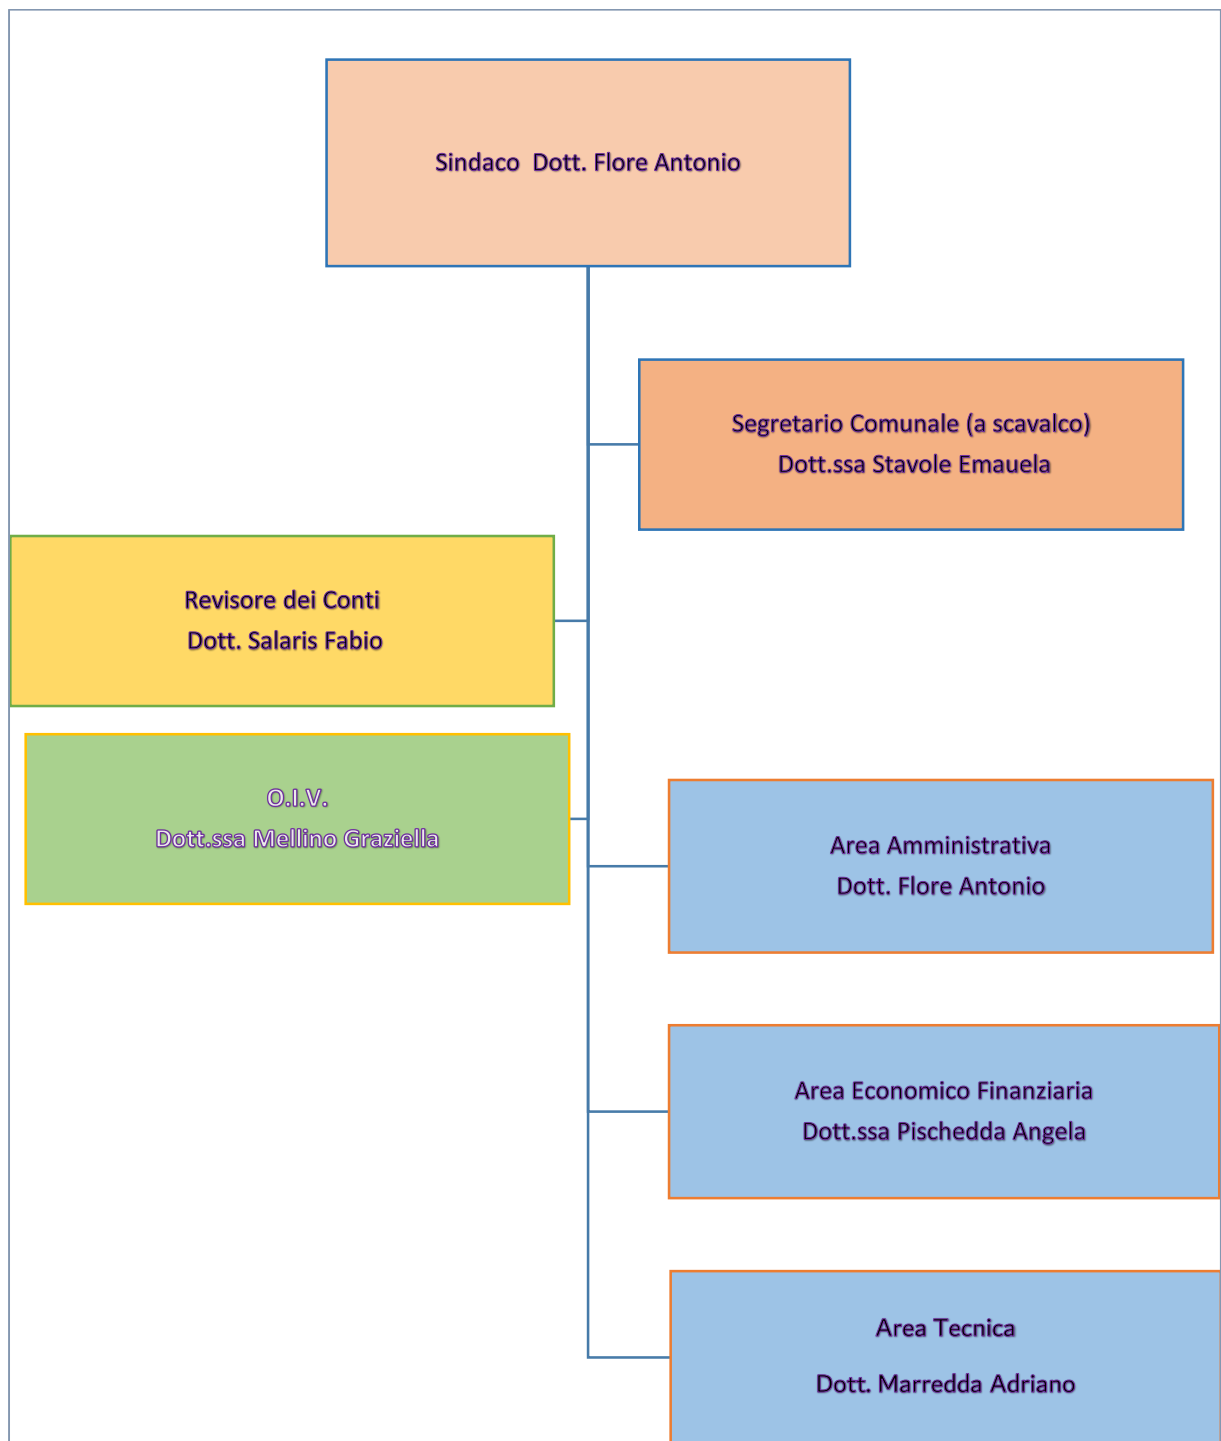 Sindaco  Dott. Flore Antonio
Segretario Comunale (a scavalco)
Dott.ssa Stavole Emauela
Revisore dei Conti
Dott. Salaris Fabio
O.I.V.
Dott.ssa Mellino Graziella
Area Amministrativa
Dott. Flore Antonio
Area Economico Finanziaria
Dott.ssa Pischedda Angela
Area Tecnica
Dott. Marredda Adriano